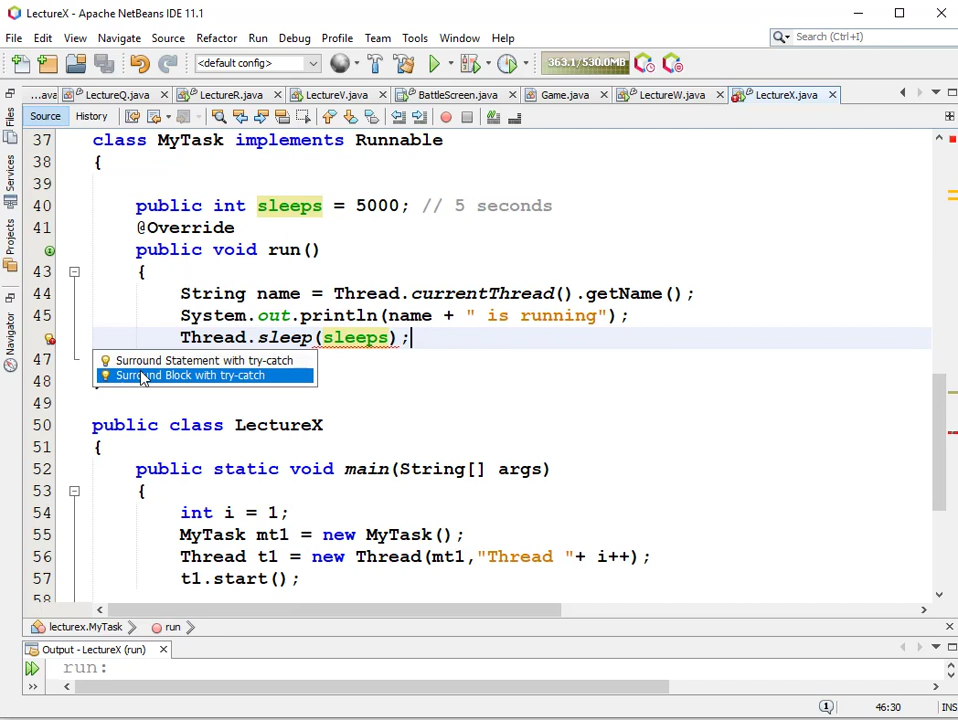 LectureX - Apache NetBeans IDE 11.1
File Edit View Navigate Source Refactor Run Debug Profile Team Tools Window Help
Search (Ctrl+I)
<default config>
363.1/530.0MB
...ava LectureQ.java LectureR.java LectureV.java BattleScreen.java Game.java LectureW.java LectureX.java
Source History
Files
Services
Projects
Navigator
37 class MyTask implements Runnable
38 {
39
40 public int sleeps = 5000; // 5 seconds
41 @Override
public void run()
43 {
44 String name = Thread.currentThread().getName();
45 System.out.println(name + " is running");
Thread.sleep(sleeps);
47 Surround Statement with try-catch
Surround Block with try-catch
48
49
50 public class LectureX
51 {
52 public static void main(String[] args)
53 {
54 int i = 1;
55 MyTask mt1 = new MyTask();
56 Thread t1 = new Thread(mt1,"Thread "+ i++);
57 t1.start();
58
lecturex.MyTask run
Output - LectureX (run)
run:
46:30 INS